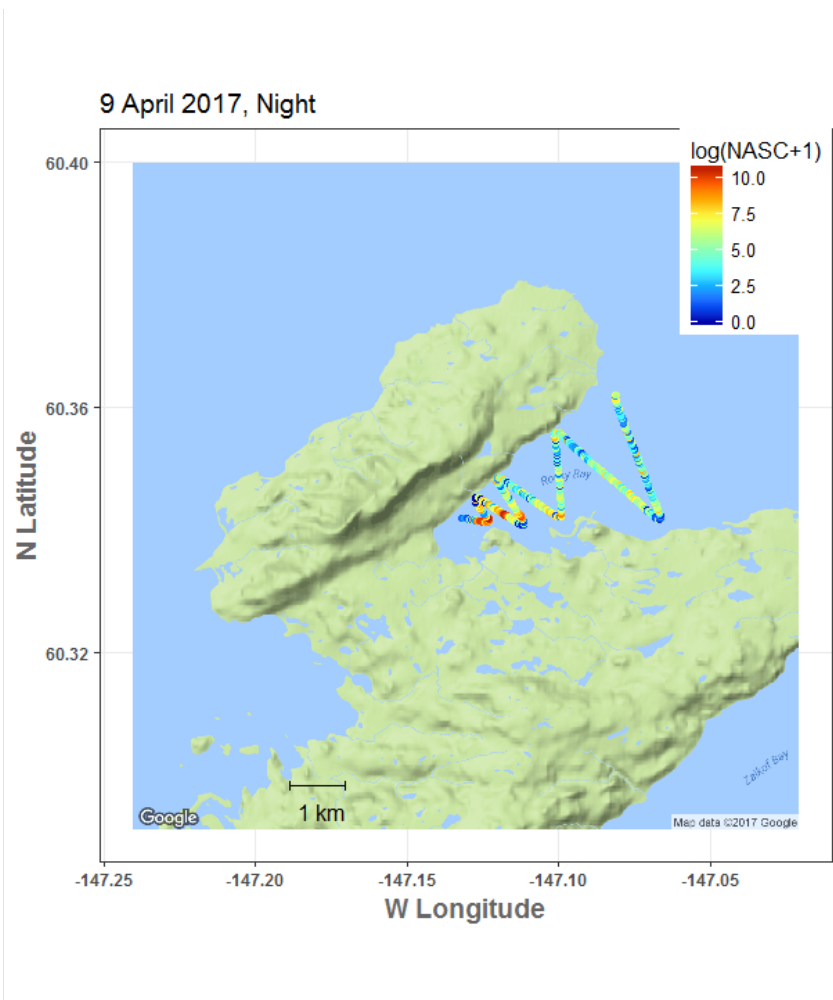 9 April 2017, Night
log(NASC+1)
10.0
7.5
5.0
2.5
0.0
60.40
60.36
60.32
N Latitude
Rocky Bay
Zaikof Bay
1 km
Google
Map data ©2017 Google
-147.25
-147.20
-147.15
-147.10
-147.05
W Longitude